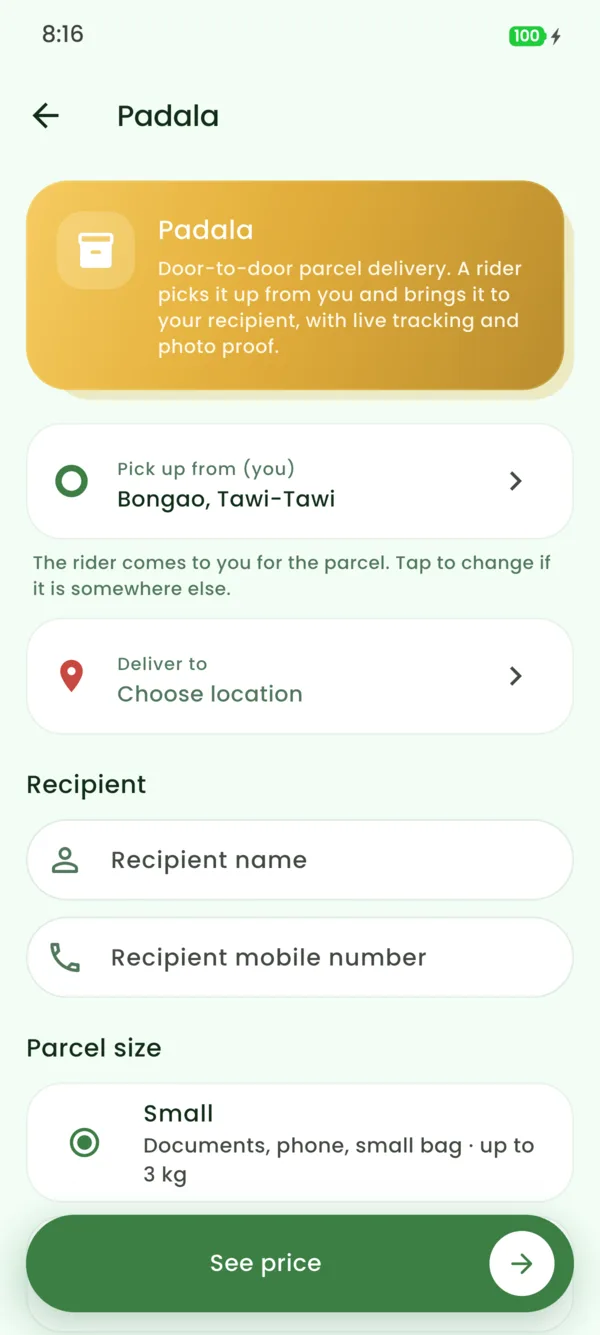 8:16
100
Padala
Padala
Door-to-door parcel delivery. A rider
picks it up from you and brings it to
your recipient, with live tracking and
photo proof.
Pick up from (you)
Bongao, Tawi-Tawi
The rider comes to you for the parcel. Tap to change if
it is somewhere else.
Deliver to
Choose location
Recipient
Recipient name
Recipient mobile number
Parcel size
Small
Documents, phone, small bag · up to
3 kg
See price